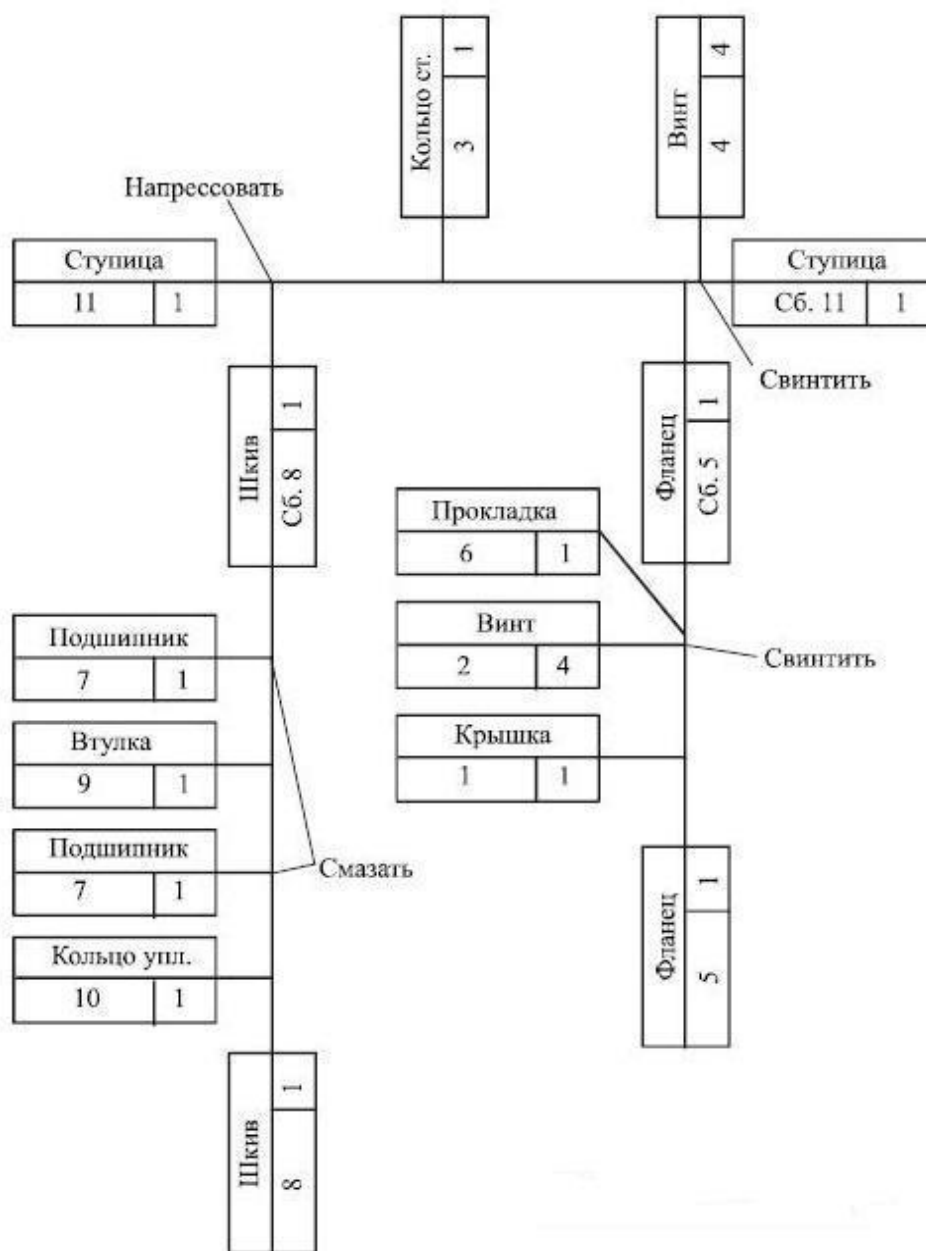 Кольцо ст.
3
1
Винт
4
4
Напрессовать
Ступица
11
1
Ступица
Сб. 11
1
Свинтить
Шкив
Сб. 8
1
Фланец
Сб. 5
1
Прокладка
6
1
Винт
2
4
Свинтить
Крышка
1
1
Подшипник
7
1
Втулка
9
1
Подшипник
7
1
Смазать
Кольцо упл.
10
1
Фланец
5
1
Шкив
8
1